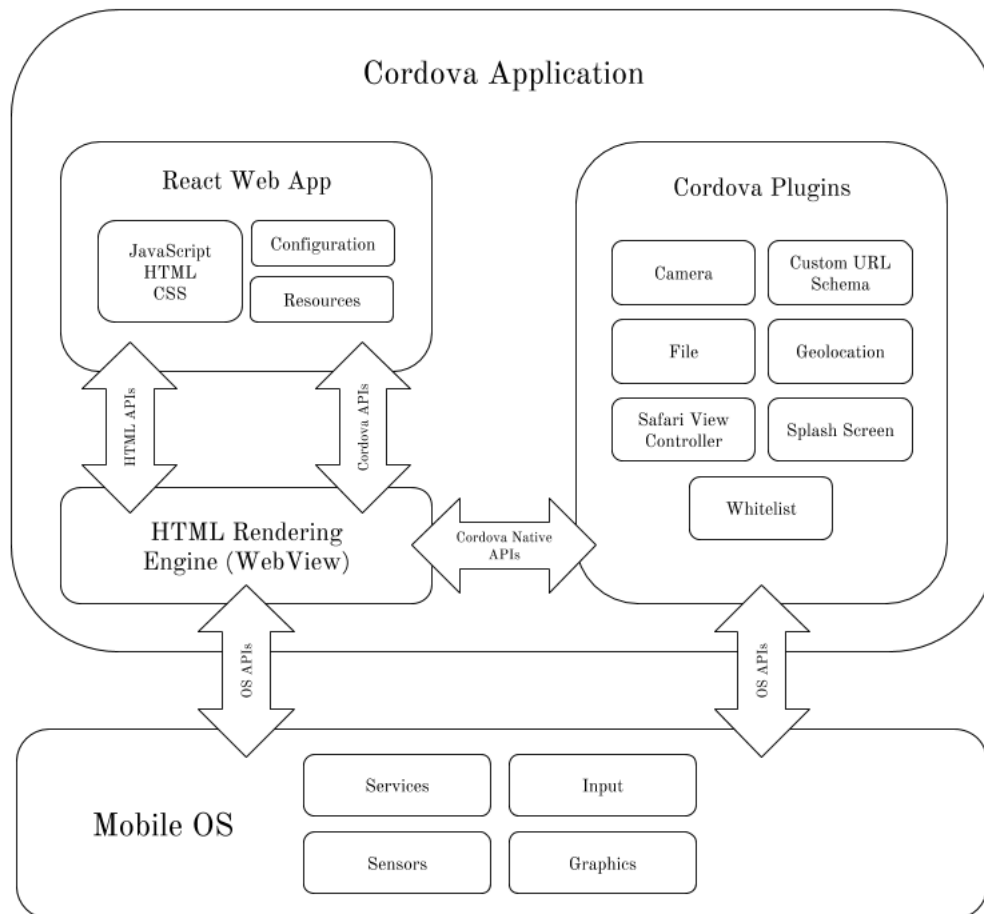 Cordova Application
React Web App
JavaScript
HTML
CSS
Configuration
Resources
Cordova Plugins
Camera
Custom URL
Schema
File
Geolocation
Safari View
Controller
Splash Screen
Whitelist
HTML APIs
Cordova APIs
HTML Rendering
Engine (WebView)
Cordova Native
APIs
OS APIs
OS APIs
Mobile OS
Services
Input
Sensors
Graphics